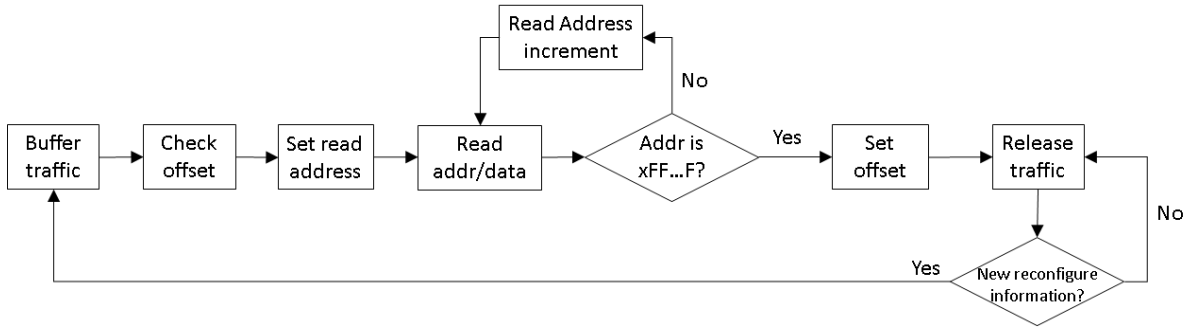 Read Address
increment
No
Buffer
traffic
Check
offset
Set read
address
Read
addr/data
Addr is
xFF...F?
Yes
Set
offset
Release
traffic
No
Yes
New reconfigure
information?